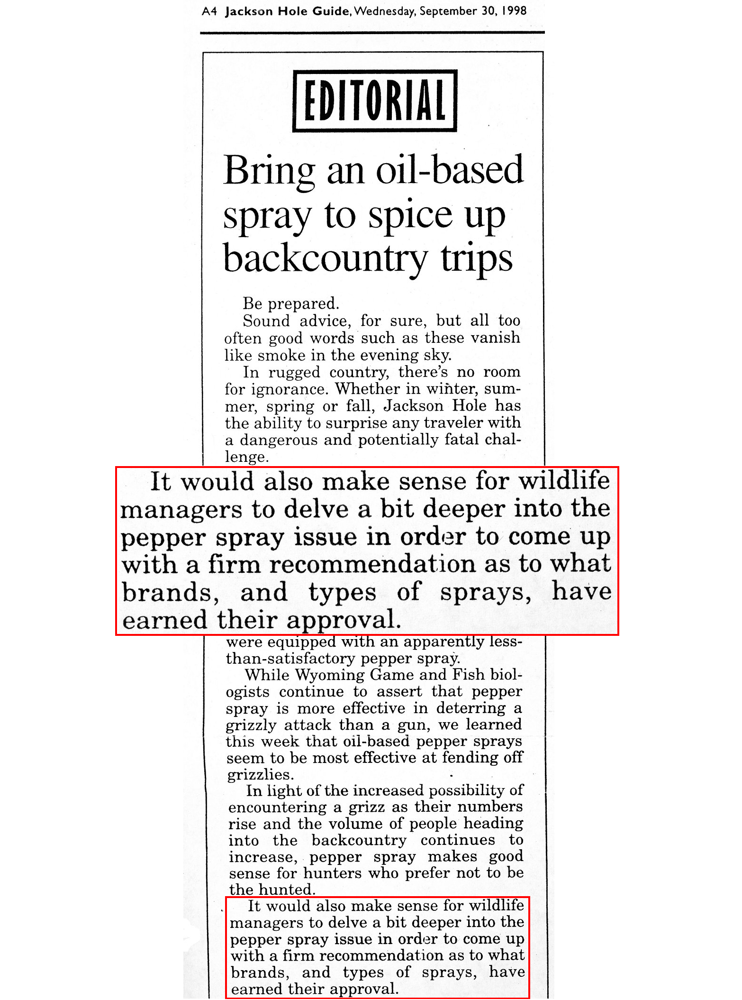 A4 Jackson Hole Guide, Wednesday, September 30, 1998
EDITORIAL
Bring an oil-based
spray to spice up
backcountry trips
Be prepared.
Sound advice, for sure, but all too
often good words such as these vanish
like smoke in the evening sky.
In rugged country, there's no room
for ignorance. Whether in winter, sum-
mer, spring or fall, Jackson Hole has
the ability to surprise any traveler with
a dangerous and potentially fatal chal-
lenge.
It would also make sense for wildlife
managers to delve a bit deeper into the
pepper spray issue in order to come up
with a firm recommendation as to what
brands, and types of sprays, have
earned their approval.
were equipped with an apparently less-
than-satisfactory pepper spray.
While Wyoming Game and Fish biol-
ogists continue to assert that pepper
spray is more effective in deterring a
grizzly attack than a gun, we learned
this week that oil-based pepper sprays
seem to be most effective at fending off
grizzlies.
In light of the increased possibility of
encountering a grizz as their numbers
rise and the volume of people heading
into the backcountry continues to
increase, pepper spray makes good
sense for hunters who prefer not to be
the hunted.
It would also make sense for wildlife
managers to delve a bit deeper into the
pepper spray issue in order to come up
with a firm recommendation as to what
brands, and types of sprays, have
earned their approval.